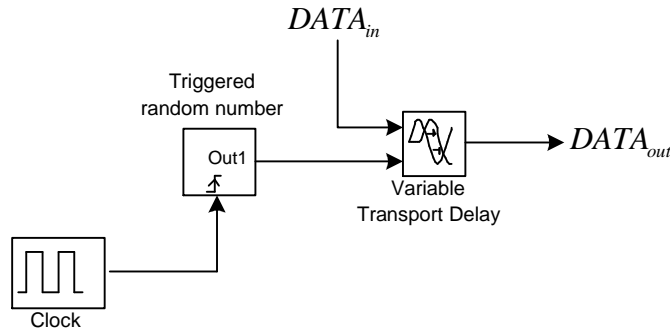 DATA_in
Triggered
random number
Out1
DATA_out
Variable
Transport Delay
Clock